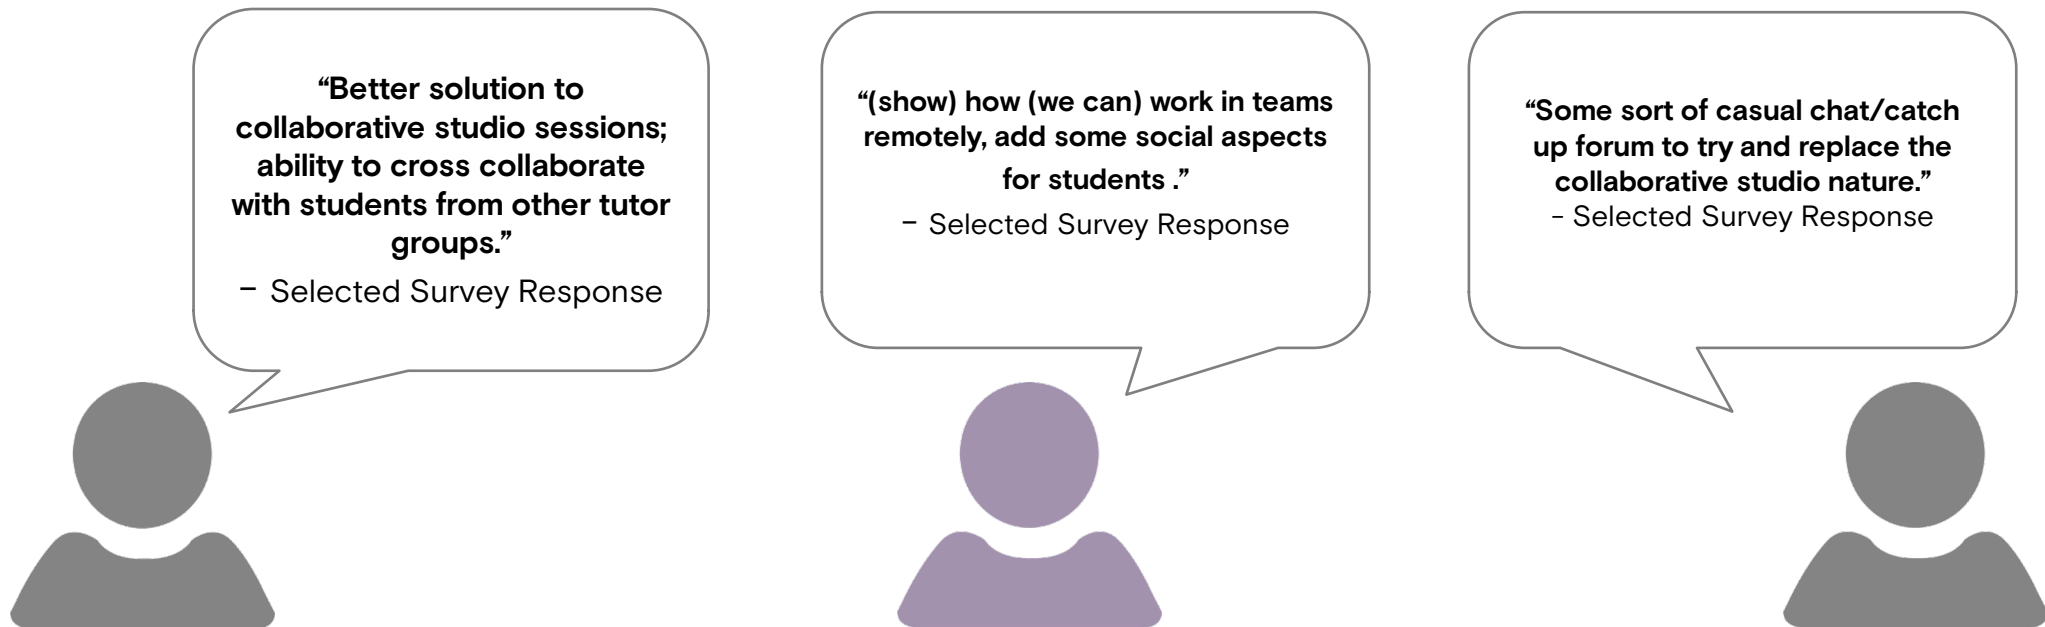 “Better solution to
collaborative studio sessions;
ability to cross collaborate
with students from other tutor
groups.”
– Selected Survey Response
“(show) how (we can) work in teams
remotely, add some social aspects
for students .”
– Selected Survey Response
“Some sort of casual chat/catch
up forum to try and replace the
collaborative studio nature.”
- Selected Survey Response